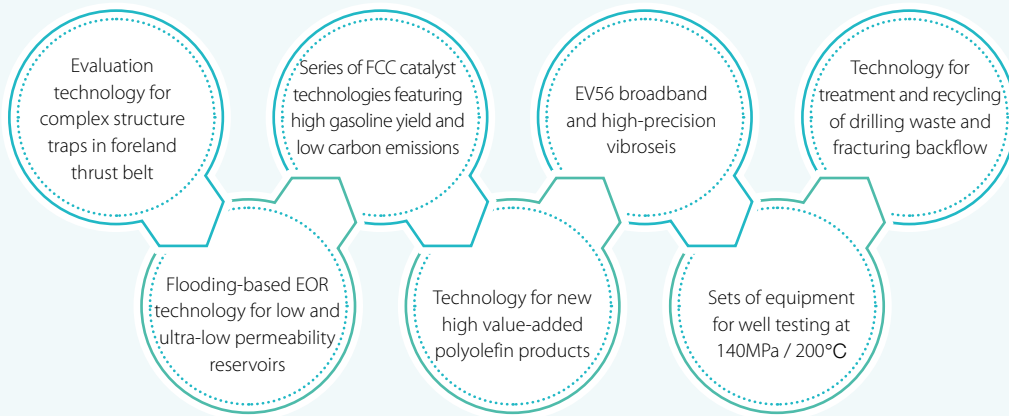 Evaluation
technology for
complex structure
traps in foreland
thrust belt
Flooding-based EOR
technology for low and
ultra-low permeability
reservoirs
Series of FCC catalyst
technologies featuring
high gasoline yield and
low carbon emissions
Technology for new
high value-added
polyolefin products
EV56 broadband
and high-precision
vibroseis
Sets of equipment
for well testing at
140MPa / 200℃
Technology for
treatment and recycling
of drilling waste and
fracturing backflow